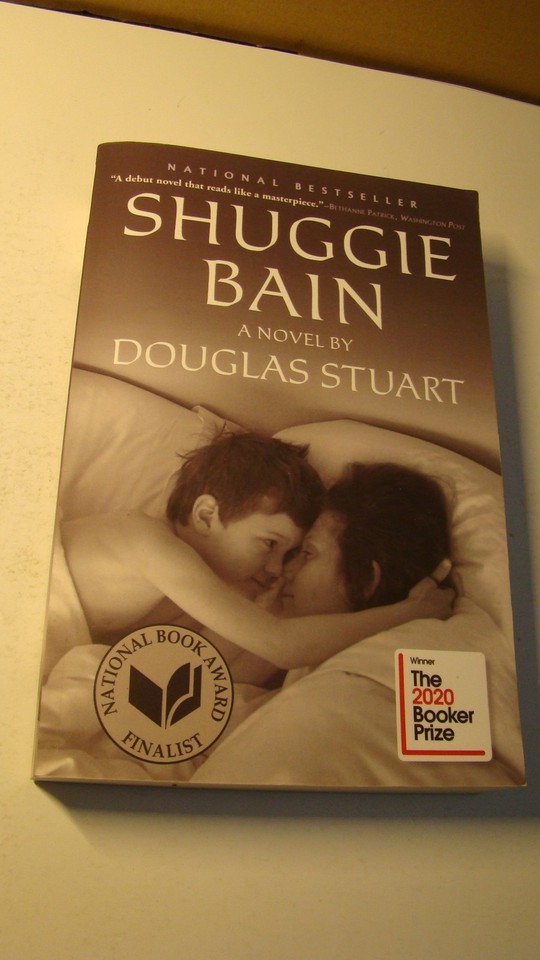 NATIONAL BESTSELLER
“A debut novel that reads like a masterpiece.”—BETHANNE PATRICK, WASHINGTON POST
SHUGGIE
BAIN
A NOVEL BY
DOUGLAS STUART
NATIONAL BOOK AWARD
FINALIST
Winner
The
2020
Booker
Prize